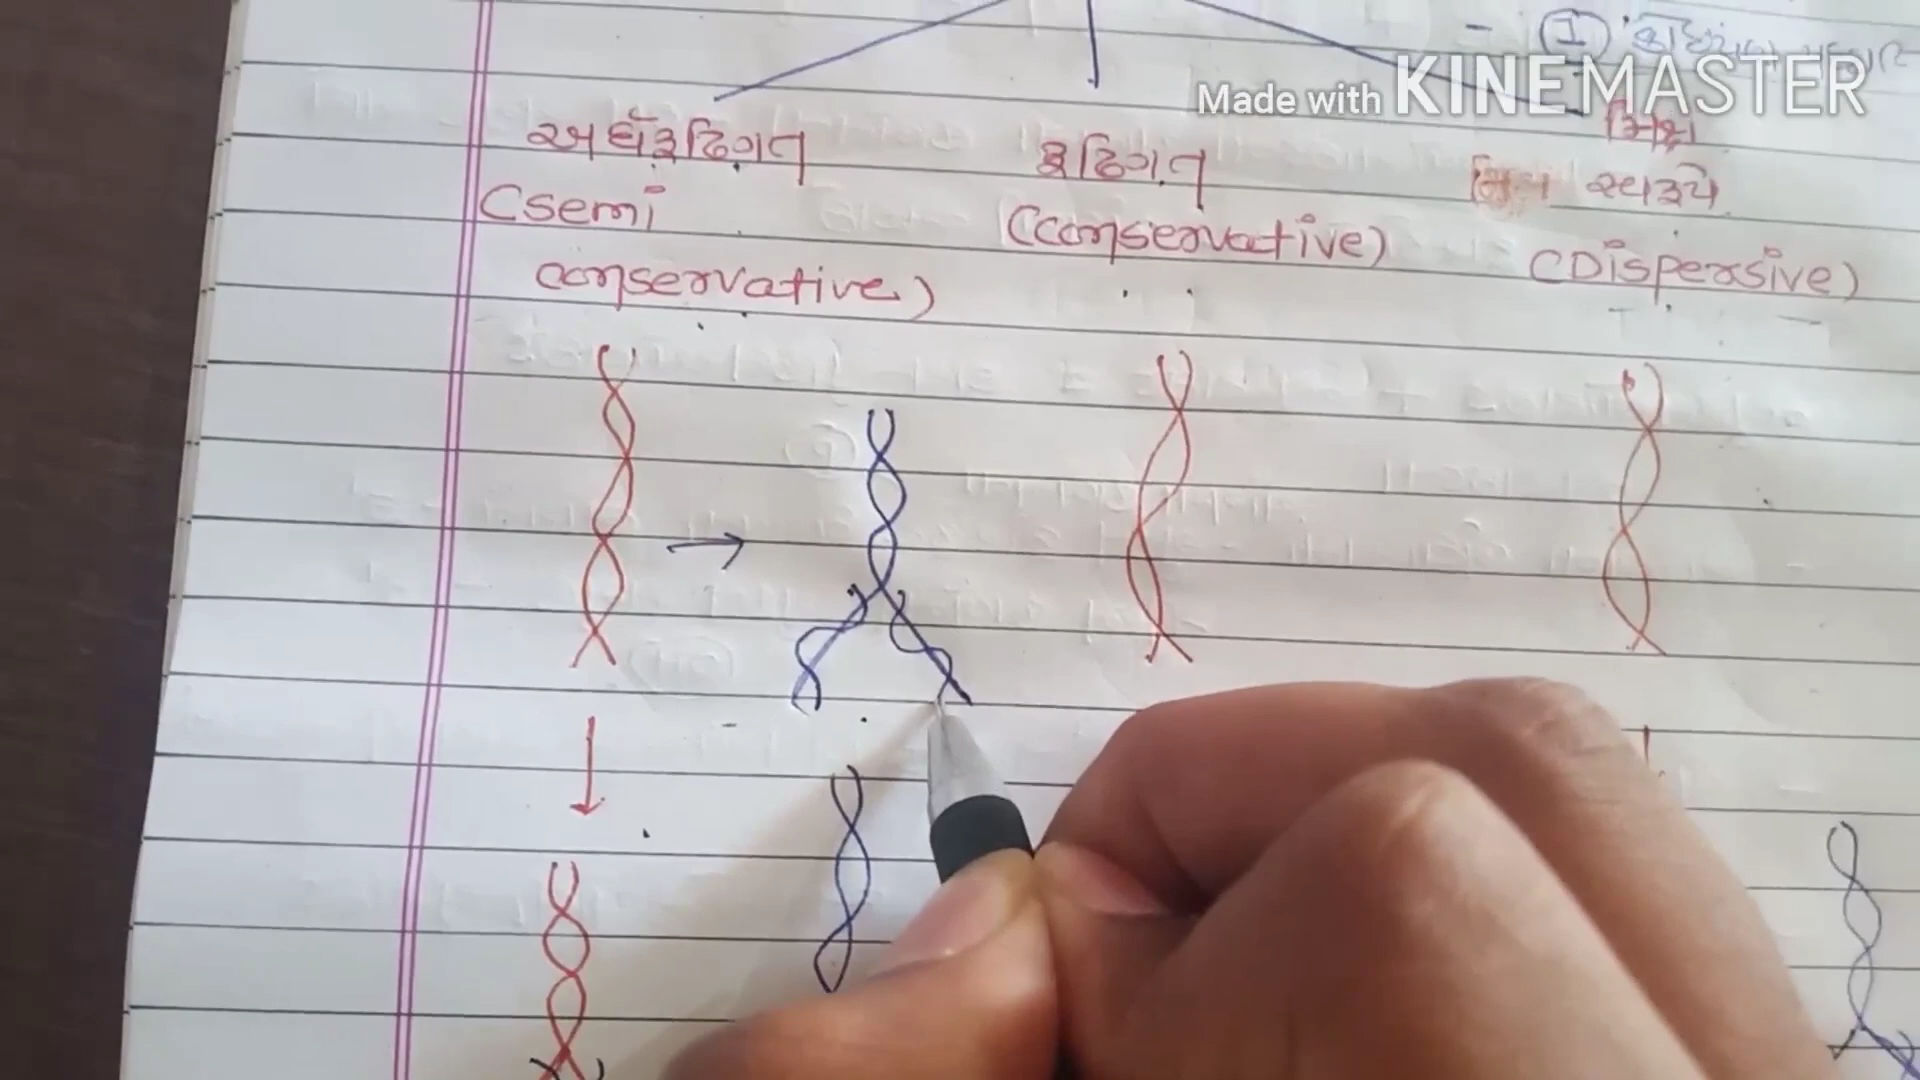 Made with KINEMASTER
અર્ધરૂઢિગત
(semi
conservative)
રૂઢિગત
(conservative)
મિશ્ર
સ્વરૂપે
(Dispersive)